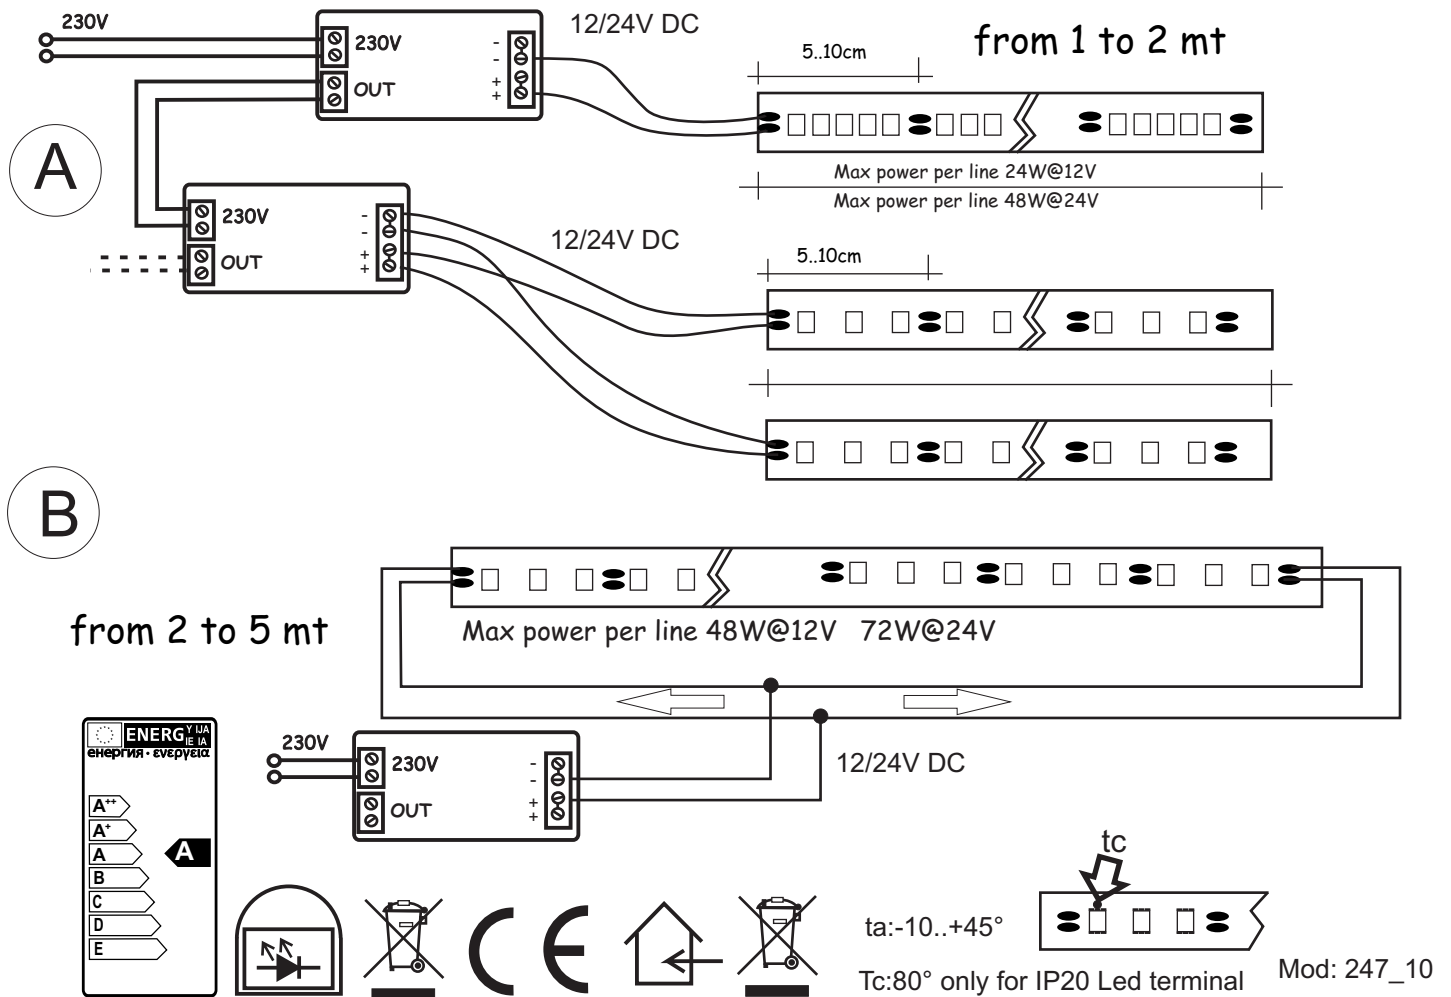 230V
12/24V DC
from 1 to 2 mt
230V
-
-
+
+
OUT
5..10cm
A
Max power per line 24W@12V
Max power per line 48W@24V
230V
-
-
+
+
OUT
12/24V DC
5..10cm
B
from 2 to 5 mt
Max power per line 48W@12V 72W@24V
230V
230V
-
-
+
+
OUT
12/24V DC
ENERG Y IJA
IE IA
енергия · ενεργεια
A++
A+
A
A
B
C
D
E
CE
tc
ta:-10..+45°
Tc:80° only for IP20 Led terminal
Mod: 247_10